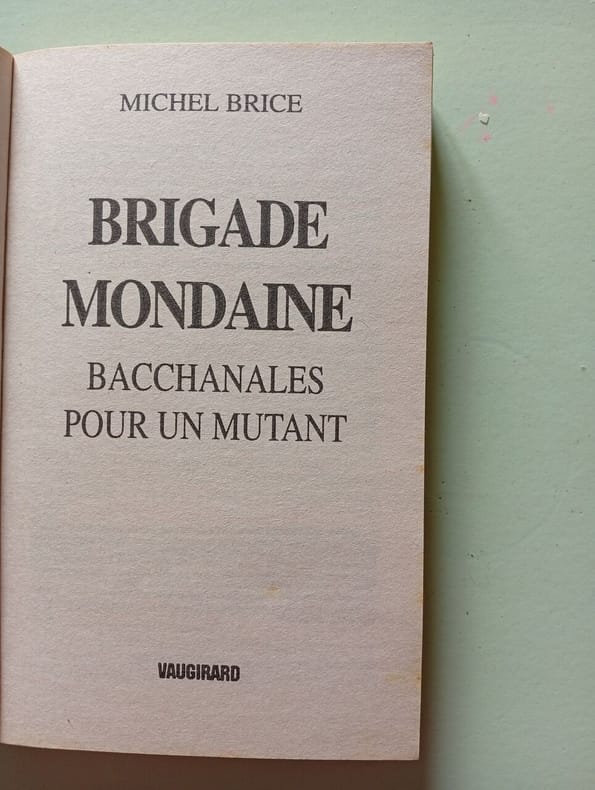 MICHEL BRICE
BRIGADE
MONDAINE
BACCHANALES
POUR UN MUTANT
VAUGIRARD